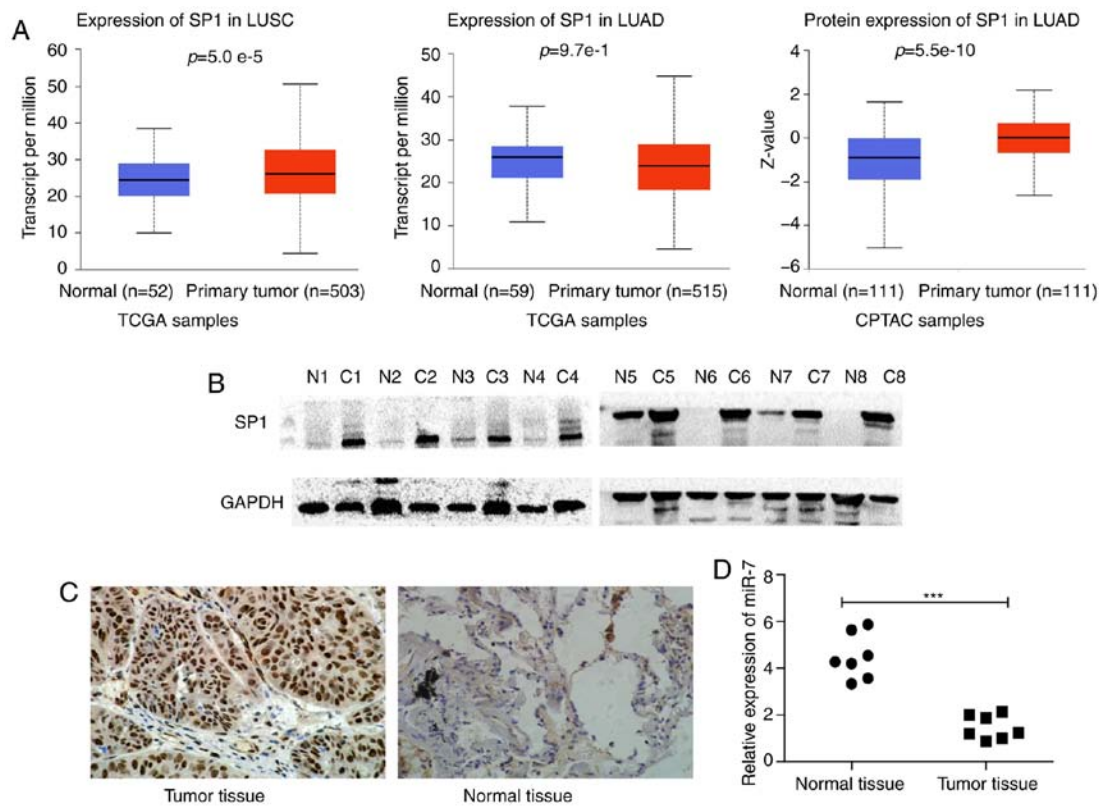 A
Expression of SP1 in LUSC
p=5.0 e-5
Transcript per million
60
50
40
30
20
10
0
Normal (n=52) Primary tumor (n=503)
TCGA samples
Expression of SP1 in LUAD
p=9.7e-1
Transcript per million
50
40
30
20
10
0
Normal (n=59) Primary tumor (n=515)
TCGA samples
Protein expression of SP1 in LUAD
p=5.5e-10
Z-value
4
2
0
−2
−4
−6
Normal (n=111) Primary tumor (n=111)
CPTAC samples
B
N1 C1 N2 C2 N3 C3 N4 C4 N5 C5 N6 C6 N7 C7 N8 C8
SP1
GAPDH
C
Tumor tissue
Normal tissue
D
Relative expression of miR-7
8
6
4
2
0
***
Normal tissue Tumor tissue